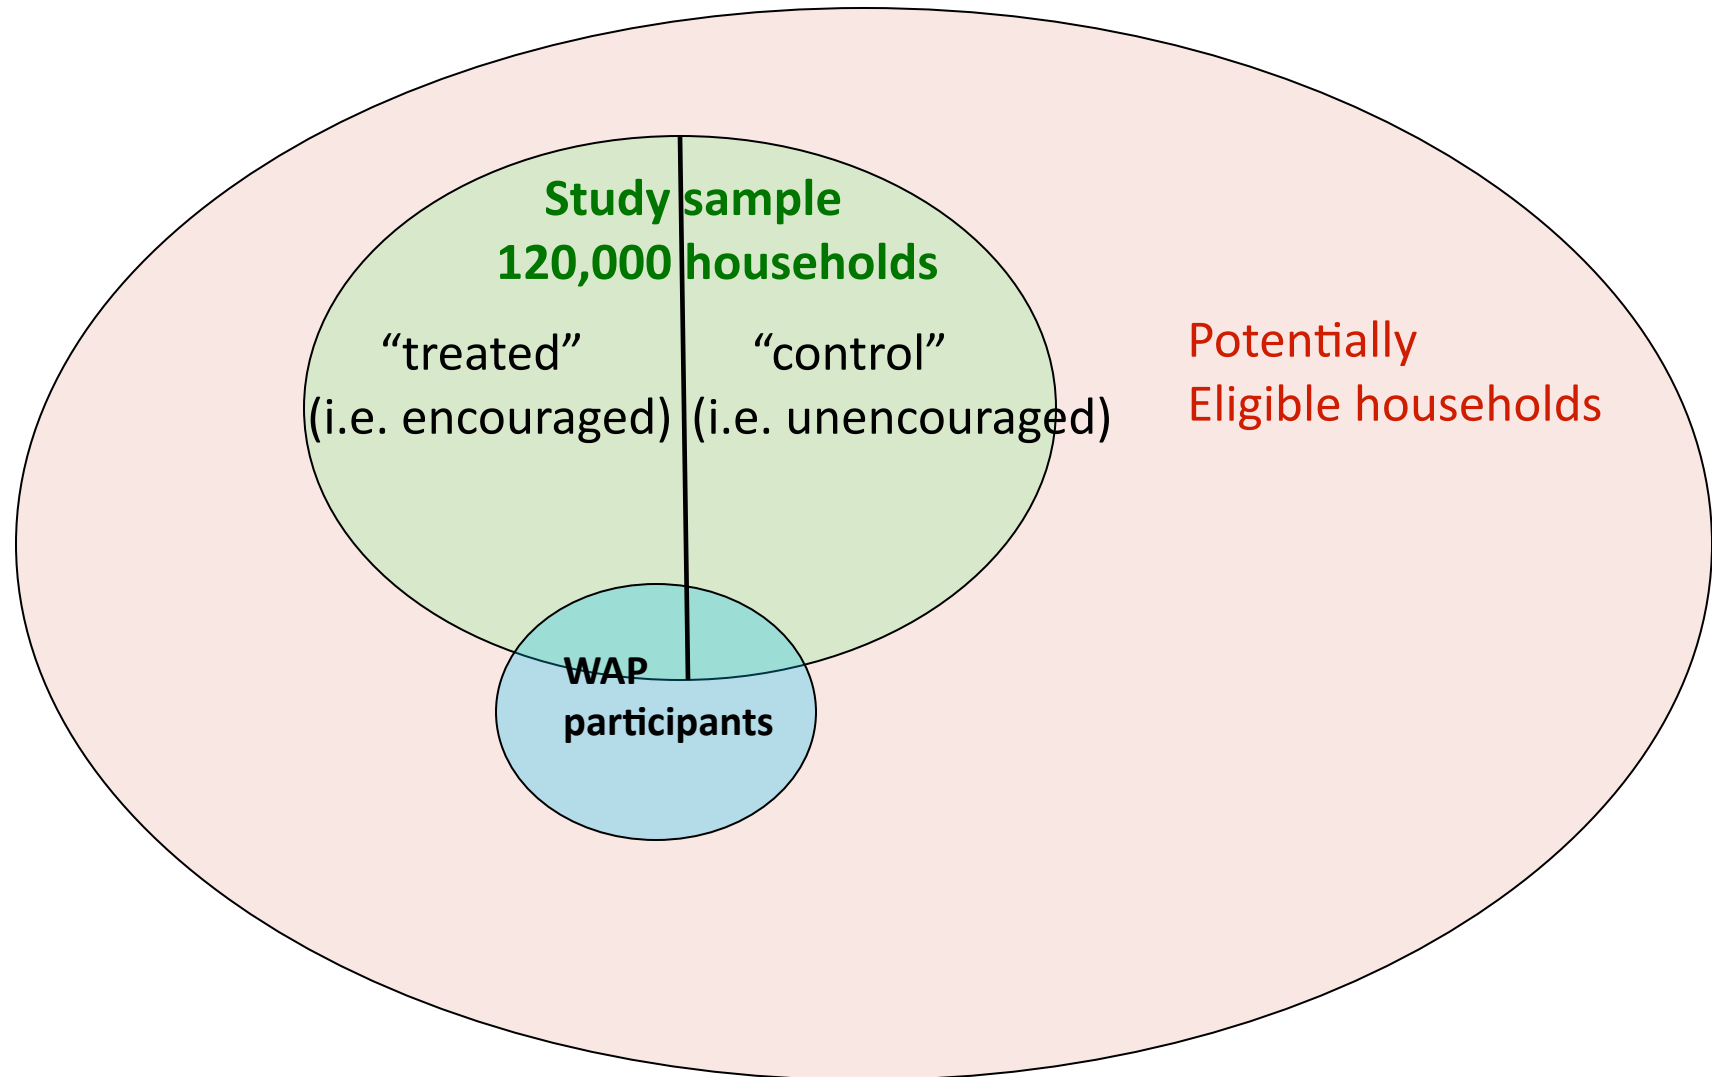 Study sample
120,000 households
“treated”
(i.e. encouraged)
“control”
(i.e. unencouraged)
Potentially
Eligible households
WAP
participants